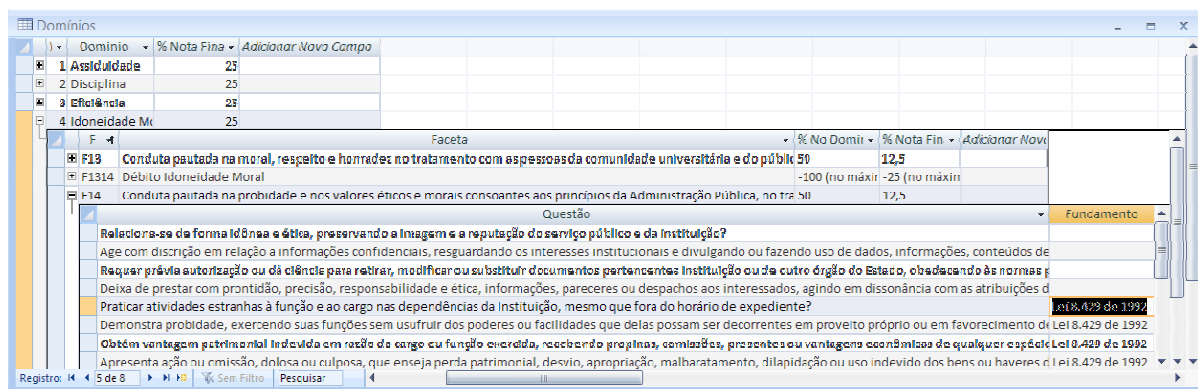 Domínios
Dominio % Nota Fina Adicionar Novo Campo
1 Assiduidade 25
2 Disciplina 25
3 Eficiência 25
4 Idoneidade Mo 25
F Faceta % No Domir % Nota Fin Adicionar Novo
F13 Conduta pautada na moral, respeito e honradez no tratamento com as pessoas da comunidade universitária e do públic 50 12,5
F1314 Débito Idoneidade Moral -100 (no máxir -25 (no máxim
F14 Conduta pautada na probidade e nos valores éticos e morais consoantes aos princípios da Administração Pública, no tra 50 12,5
Questão Fundamento
Relaciona-se de forma idônea e ética, preservando a imagem e a reputação do serviço público e da Instituição?
Age com discrição em relação a informações confidenciais, resguardando os interesses institucionais e divulgando ou fazendo uso de dados, informações, conteúdos de
Requer prévia autorização ou dá ciência para retirar, modificar ou substituir documentos pertencentes Instituição ou de outro órgão do Estado, obedecendo às normas p
Deixa de prestar com prontidão, precisão, responsabilidade e ética, informações, pareceres ou despachos aos interessados, agindo em dissonância com as atribuições d
Praticar atividades estranhas à função e ao cargo nas dependências da Instituição, mesmo que fora do horário de expediente? Lei 8.429 de 1992
Demonstra probidade, exercendo suas funções sem usufruir dos poderes ou facilidades que delas possam ser decorrentes em proveito próprio ou em favorecimento de Lei 8.429 de 1992
Obtém vantagem patrimonial indevida em razão do cargo ou função exercida, recebendo propinas, comissões, presentes ou vantagens econômicas de qualquer espécie Lei 8.429 de 1992
Apresenta ação ou omissão, dolosa ou culposa, que enseja perda patrimonial, desvio, apropriação, malbaratamento, dilapidação ou uso indevido dos bens ou haveres d Lei 8.429 de 1992
Registro: 5 de 8 Sem Filtro Pesquisar